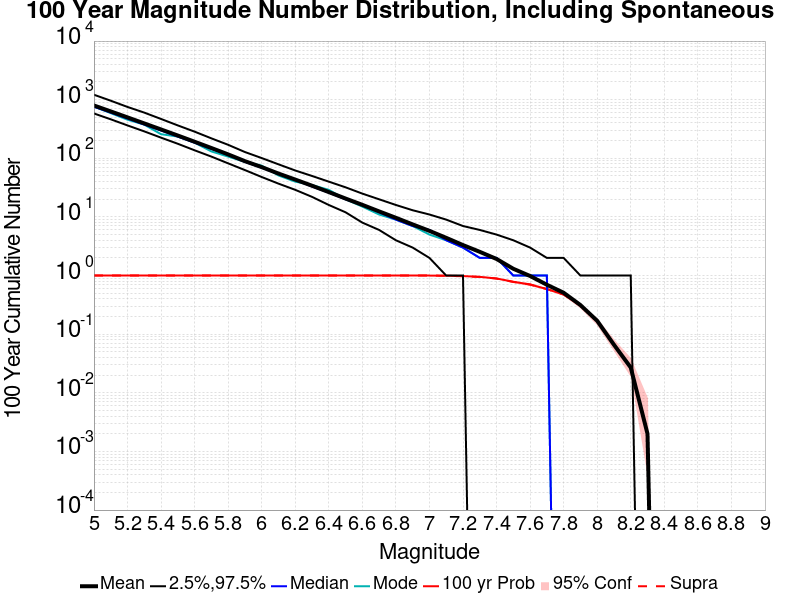 100 Year Magnitude Number Distribution, Including Spontaneous
10^4
10^3
10^2
10^1
10^0
10^-1
10^-2
10^-3
10^-4
100 Year Cumulative Number
5 5.2 5.4 5.6 5.8 6 6.2 6.4 6.6 6.8 7 7.2 7.4 7.6 7.8 8 8.2 8.4 8.6 8.8 9
Magnitude
Mean 2.5%,97.5% Median Mode 100 yr Prob 95% Conf Supra